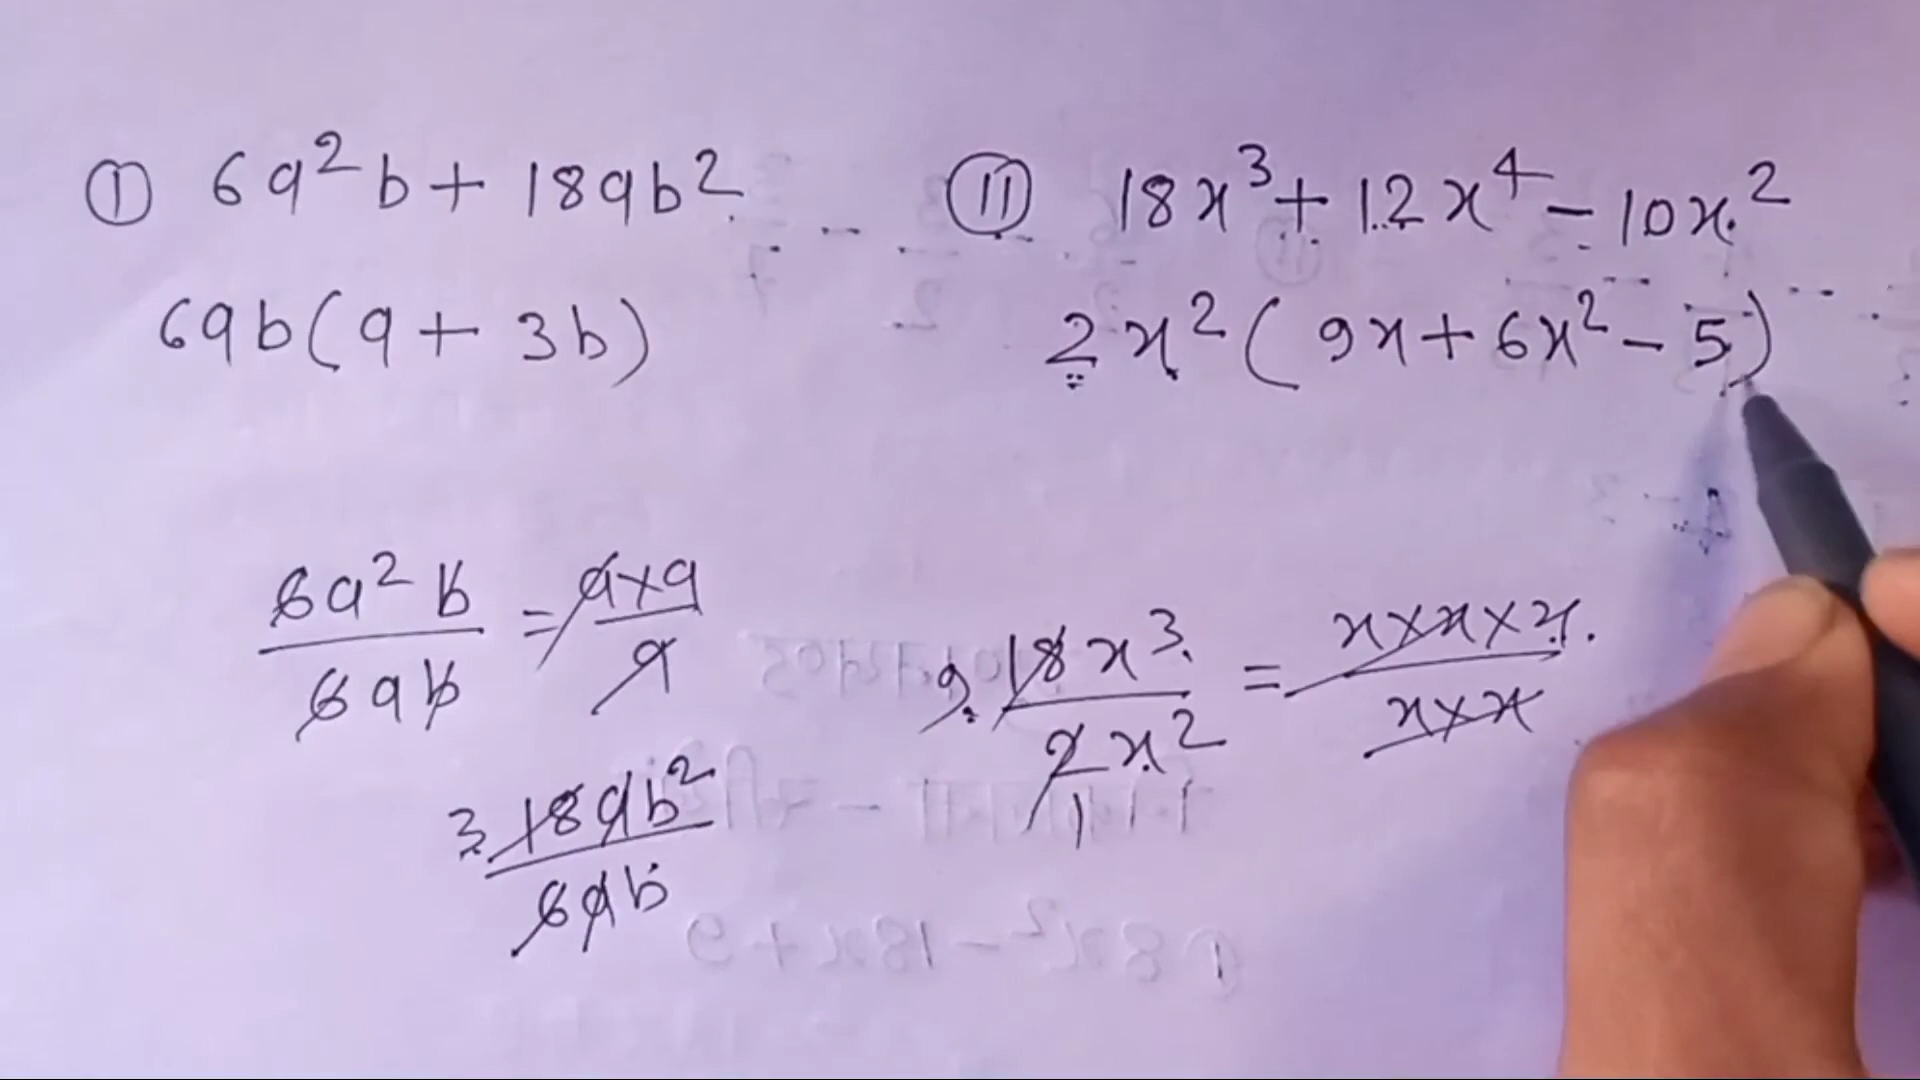 Ⓘ 6a²b + 18ab²
6ab(a + 3b)
6a²b / 6ab = a×a / a
3 18ab² / 6ab
Ⓘⓘ 18x³ + 12x⁴ - 10x²
2x²(9x + 6x² - 5)
9 18x³ / 2x² = x×x×x / x×x
1